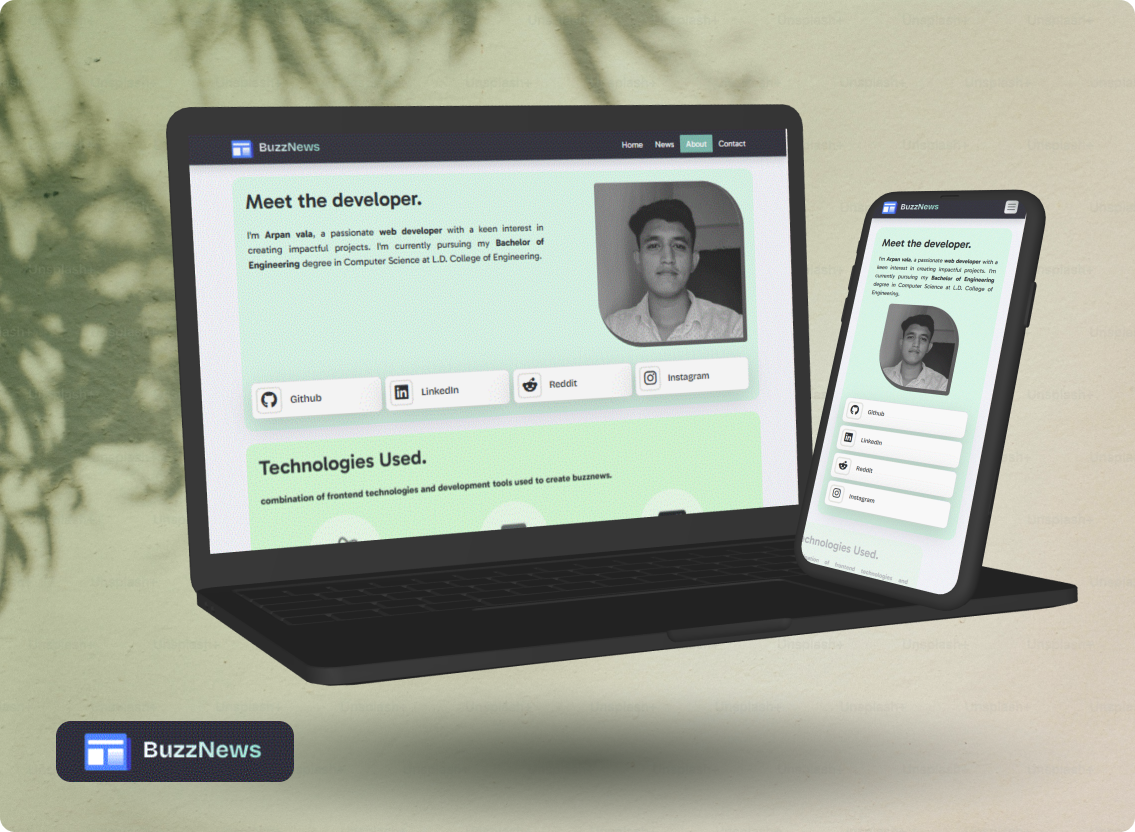 BuzzNews
Home News About Contact
Meet the developer.
I'm Arpan vala, a passionate web developer with a keen interest in
creating impactful projects. I'm currently pursuing my Bachelor of
Engineering degree in Computer Science at L.D. College of Engineering.
Github
LinkedIn
Reddit
Instagram
Technologies Used.
combination of frontend technologies and development tools used to create buzznews.
BuzzNews
Meet the developer.
I'm Arpan vala, a passionate web developer with a
keen interest in creating impactful projects. I'm
currently pursuing my Bachelor of Engineering
degree in Computer Science at L.D. College of
Engineering.
Github
LinkedIn
Reddit
Instagram
echnologies Used.
of frontend technologies and
BuzzNews
Unsplash+